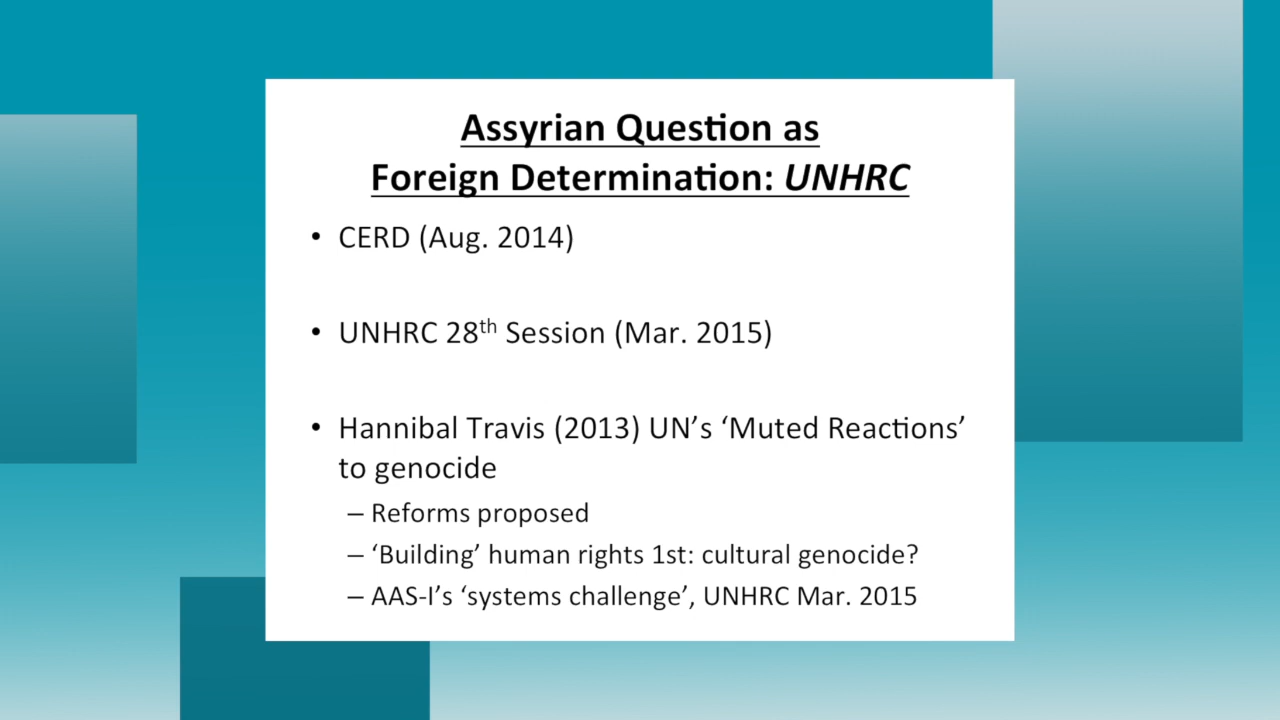 Assyrian Question as
Foreign Determination: UNHRC
• CERD (Aug. 2014)
• UNHRC 28th Session (Mar. 2015)
• Hannibal Travis (2013) UN’s ‘Muted Reactions’
to genocide
– Reforms proposed
– ‘Building’ human rights 1st: cultural genocide?
– AAS-I’s ‘systems challenge’, UNHRC Mar. 2015